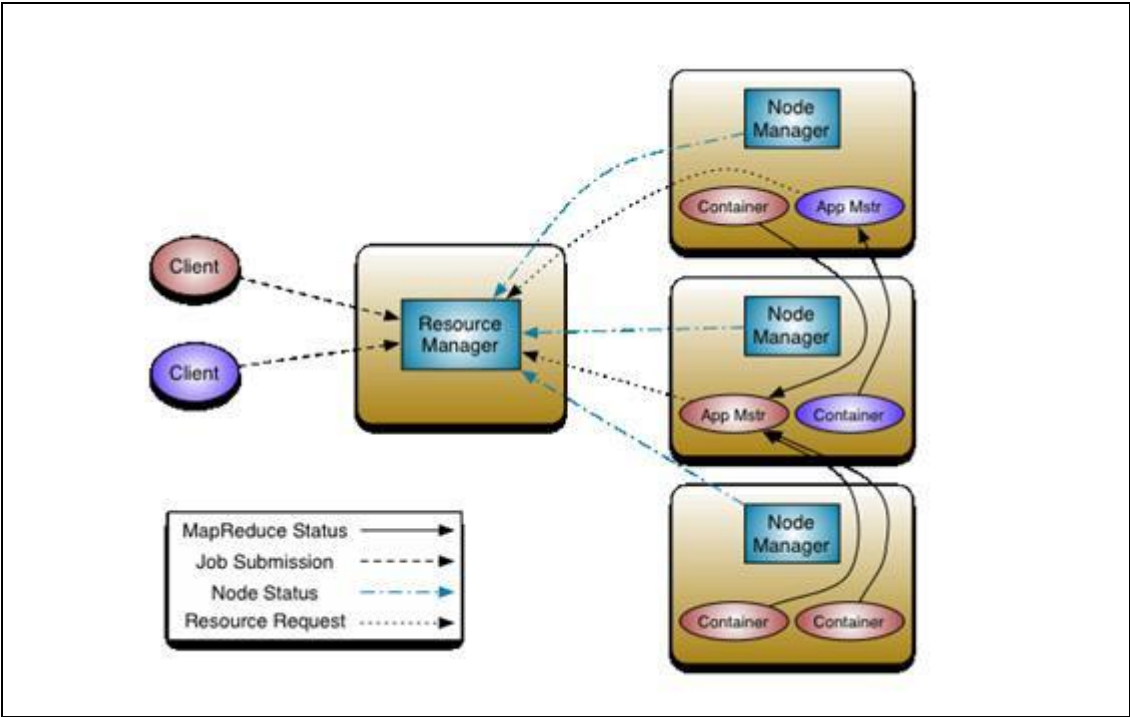 Client
Client
Resource
Manager
Node
Manager
Container
App Mstr
Node
Manager
App Mstr
Container
Node
Manager
Container
Container
MapReduce Status
Job Submission
Node Status
Resource Request